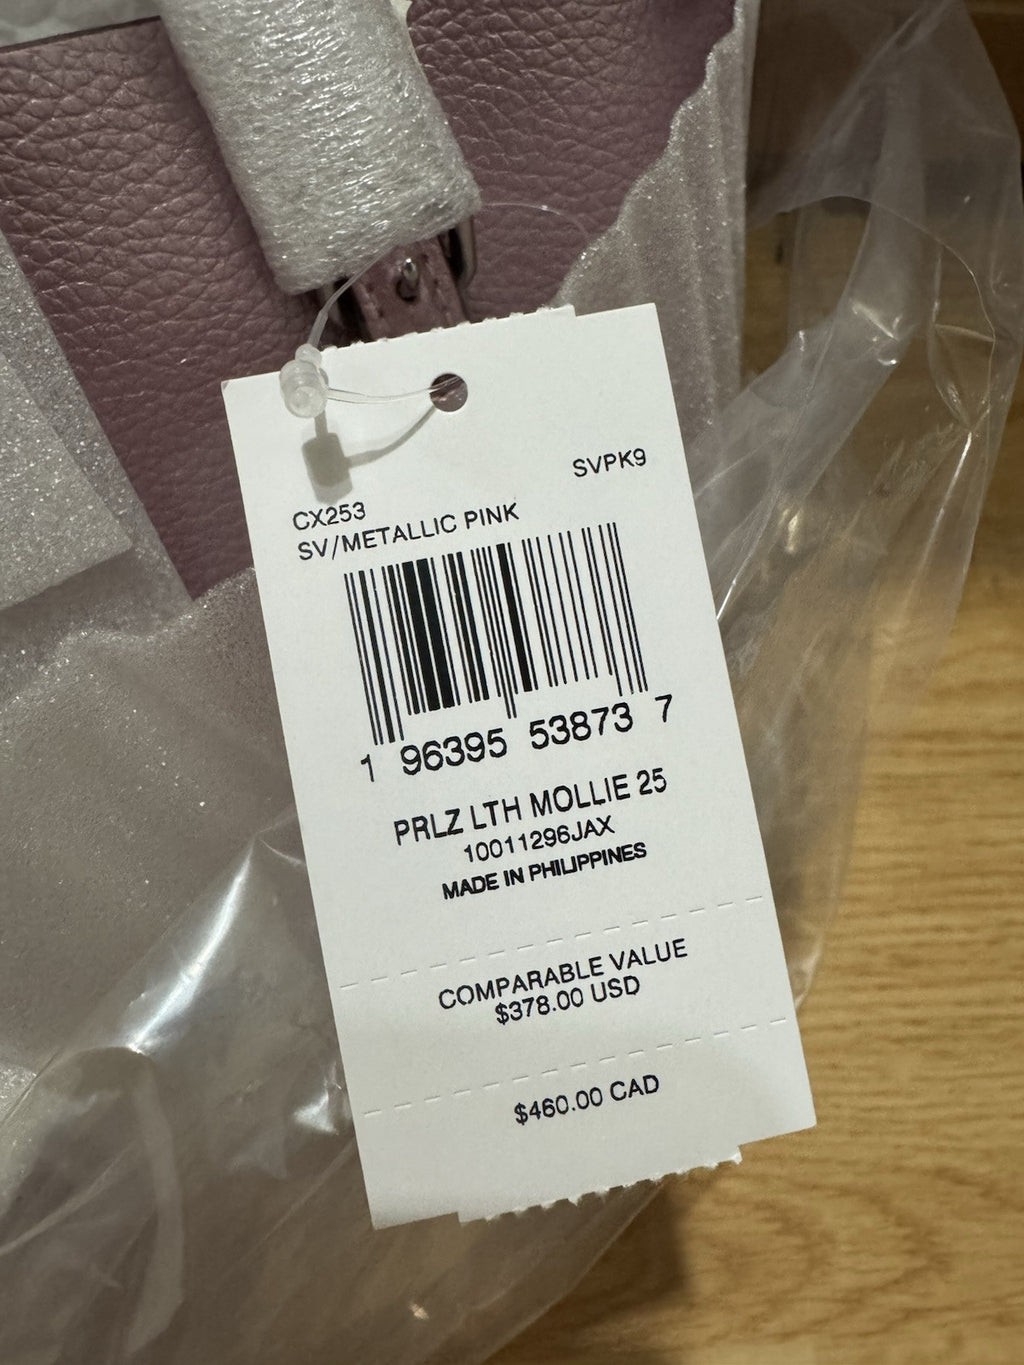 SVPK9
CX253
SV/METALLIC PINK
1 96395 53873 7
PRLZ LTH MOLLIE 25
10011296JAX
MADE IN PHILIPPINES
COMPARABLE VALUE
$378.00 USD
$460.00 CAD